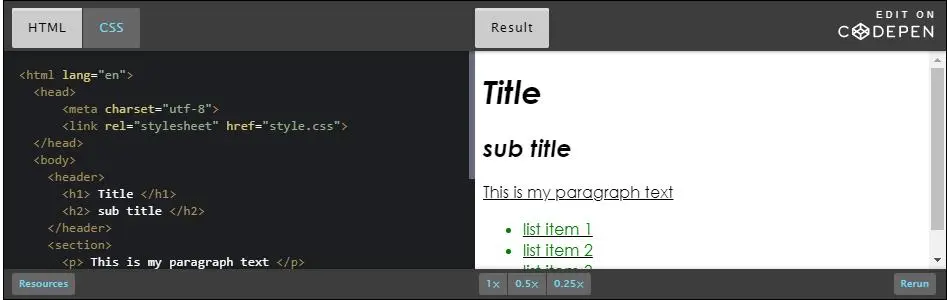 HTML CSS
Result
EDIT ON
CODEPEN
<html lang="en">
<head>
<meta charset="utf-8">
<link rel="stylesheet" href="style.css">
</head>
<body>
<header>
<h1> Title </h1>
<h2> sub title </h2>
</header>
<section>
<p> This is my paragraph text </p>
Title
sub title
This is my paragraph text
• list item 1
• list item 2
Resources
1× 0.5× 0.25×
Rerun